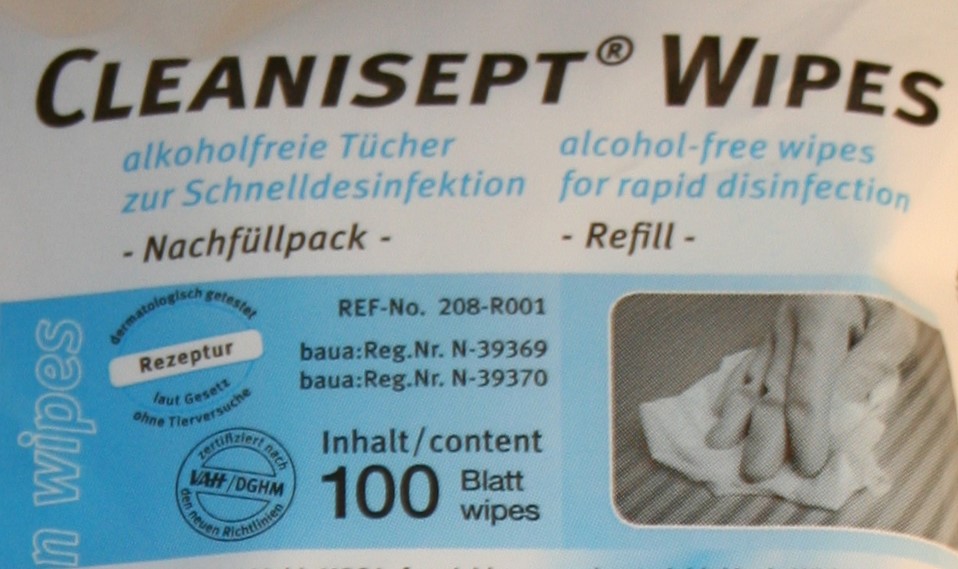 CLEANISEPT® WIPES
alkoholfreie Tücher
zur Schnelldesinfektion
- Nachfüllpack -
alcohol-free wipes
for rapid disinfection
- Refill -
dermatologisch getestet
Rezeptur
laut Gesetz
ohne Tierversuche
REF-No. 208-R001
baua:Reg.Nr. N-39369
baua:Reg.Nr. N-39370
zertifiziert nach
VAH/DGHM
den neuen Richtlinien
Inhalt/content
100 Blatt
wipes
n wipes